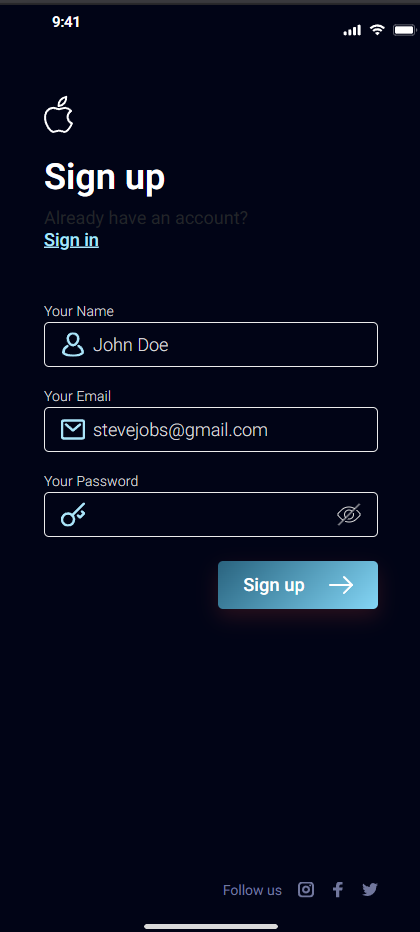 9:41
Sign up
Already have an account?
Sign in
Your Name
John Doe
Your Email
stevejobs@gmail.com
Your Password
Sign up
Follow us